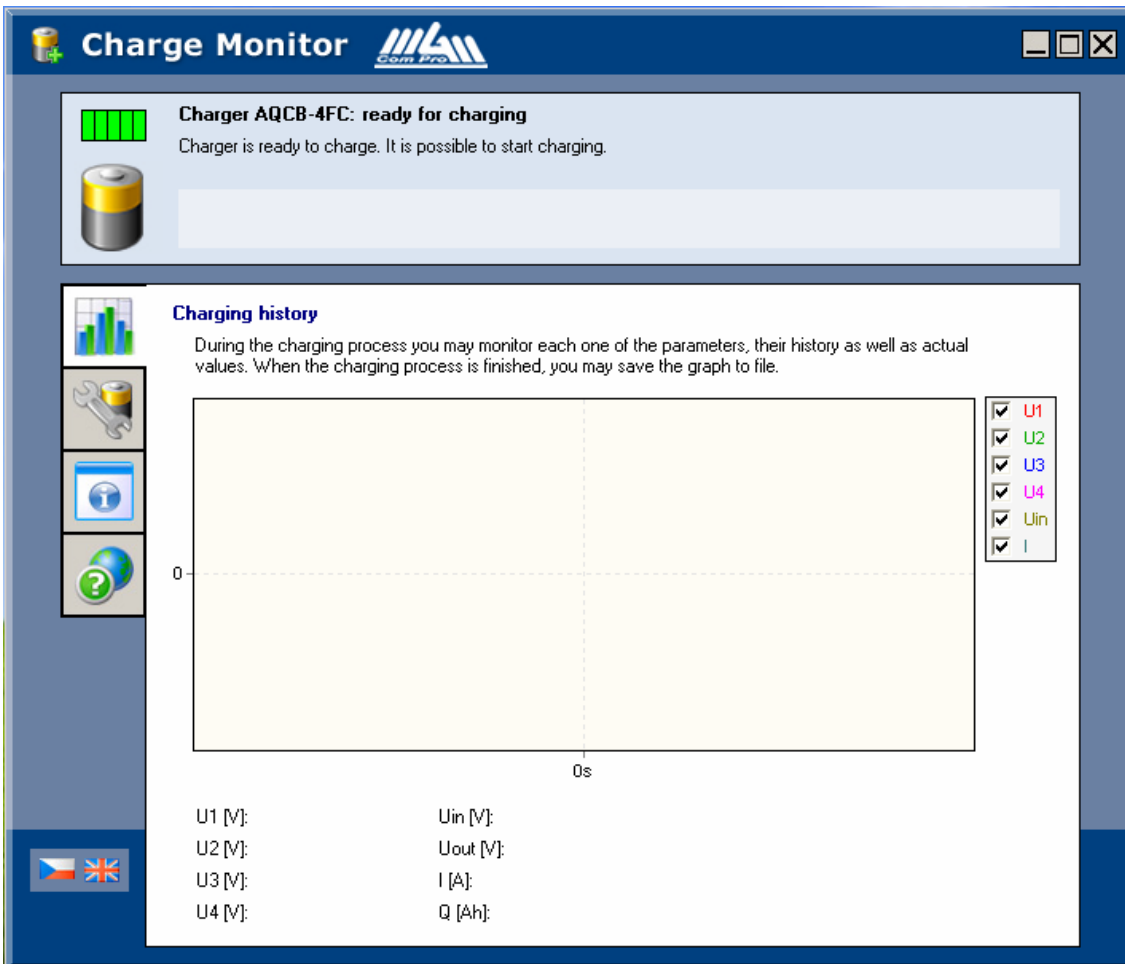 Charge Monitor
MGM
Com Pro
Charger AQCB-4FC: ready for charging
Charger is ready to charge. It is possible to start charging.
Charging history
During the charging process you may monitor each one of the parameters, their history as well as actual
values. When the charging process is finished, you may save the graph to file.
U1
U2
U3
U4
Uin
I
0
0s
U1 [V]: Uin [V]:
U2 [V]: Uout [V]:
U3 [V]: I [A]:
U4 [V]: Q [Ah]: